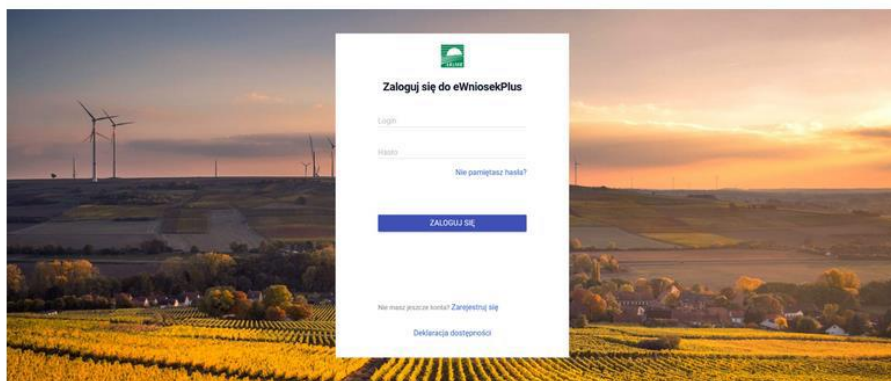 Zaloguj się do eWniosekPlus
Login
Hasło
Nie pamiętasz hasła?
ZALOGUJ SIĘ
Nie masz jeszcze konta? Zarejestruj się
Deklaracja dostępności